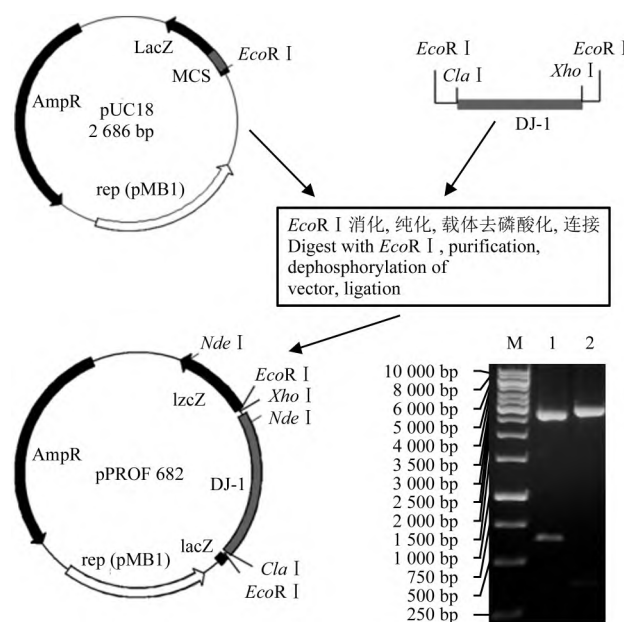 LacZ
EcoR I
MCS
AmpR
pUC18
2 686 bp
rep (pMB1)
EcoR I
EcoR I
Cla I
Xho I
DJ-1
EcoR I 消化, 纯化, 载体去磷酸化, 连接
Digest with EcoR I, purification,
dephosphorylation of
vector, ligation
Nde I
EcoR I
Xho I
Nde I
lzcZ
AmpR
pPROF 682
DJ-1
lacZ
rep (pMB1)
Cla I
EcoR I
M 1 2
10 000 bp
8 000 bp
6 000 bp
5 000 bp
4 000 bp
3 500 bp
3 000 bp
2 500 bp
2 000 bp
1 500 bp
1 000 bp
750 bp
500 bp
250 bp